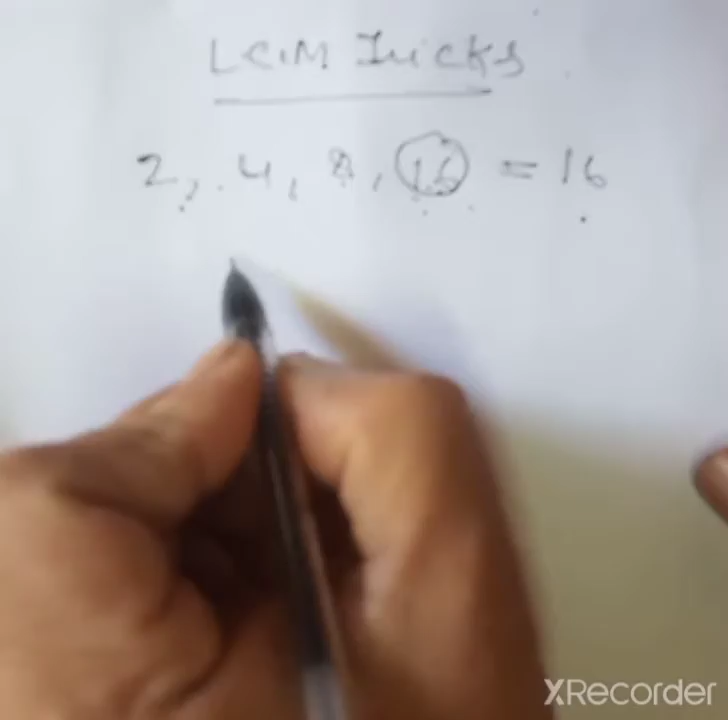 LCM Tricks
2, 4, 8, 16 = 16
XRecorder